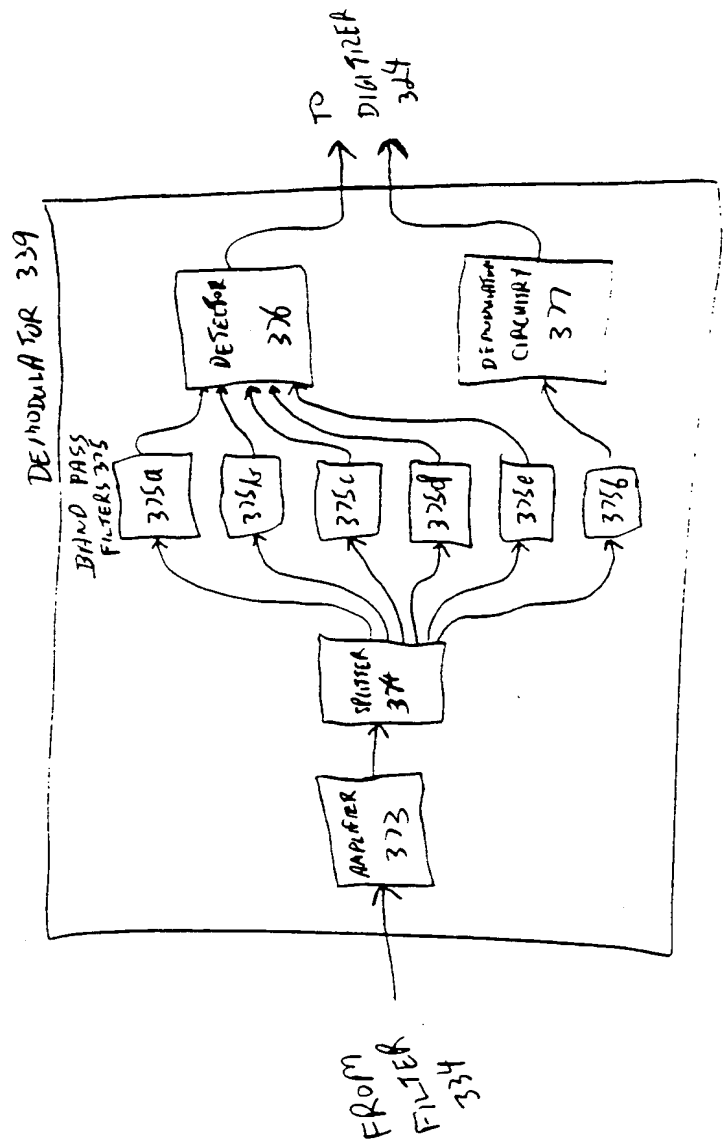 DEMODULATOR 339
BAND PASS
FILTERS 375
FROM
FILTER
334
AMPLIFIER
373
SPLITTER
374
375a
375b
375c
375d
375e
375b
DETECTOR
376
DEMODULATION
CIRCUITRY
377
TO
DIGITIZER
324